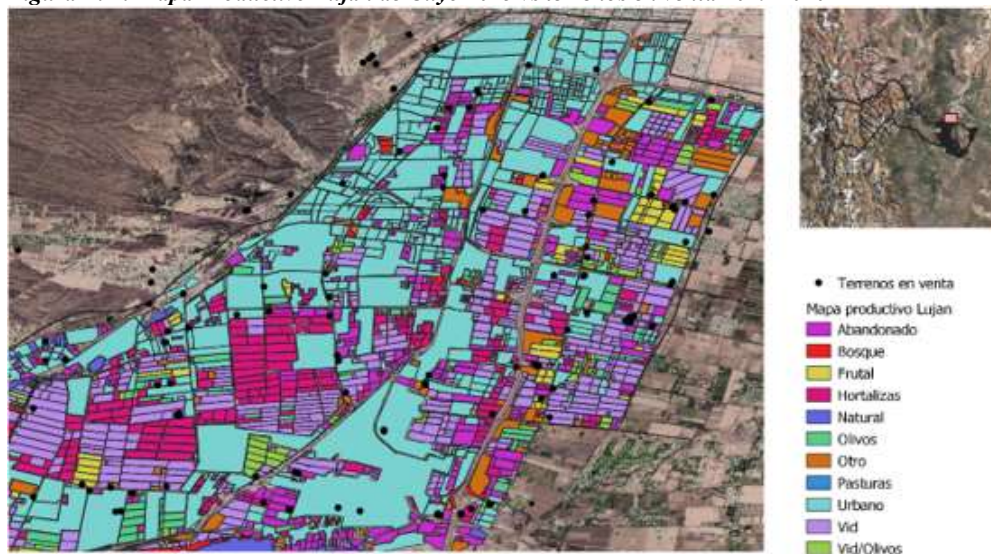 Terrenos en venta
Mapa productivo Lujan
Abandonado
Bosque
Frutal
Hortalizas
Natural
Olivos
Otro
Pasturas
Urbano
Vid
Vid/Olivos